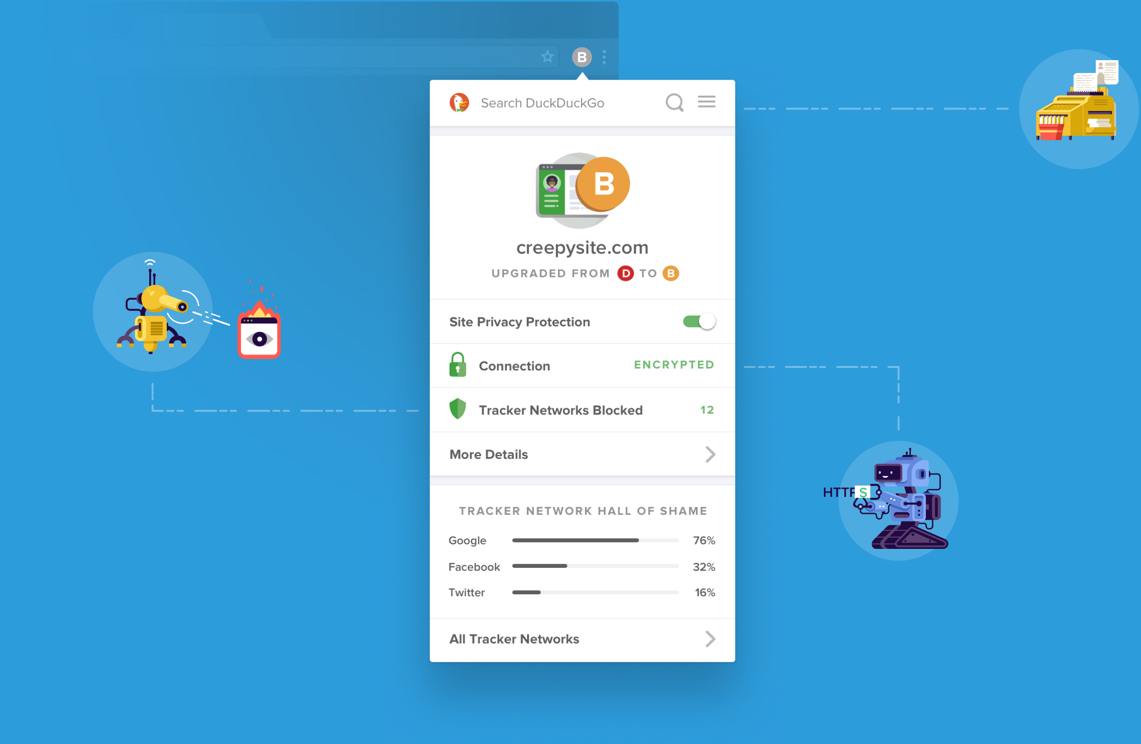 B
Search DuckDuckGo
B
creepysite.com
UPGRADED FROM D TO B
Site Privacy Protection
Connection ENCRYPTED
Tracker Networks Blocked 12
More Details
TRACKER NETWORK HALL OF SHAME
Google 76%
Facebook 32%
Twitter 16%
All Tracker Networks
HTTPS